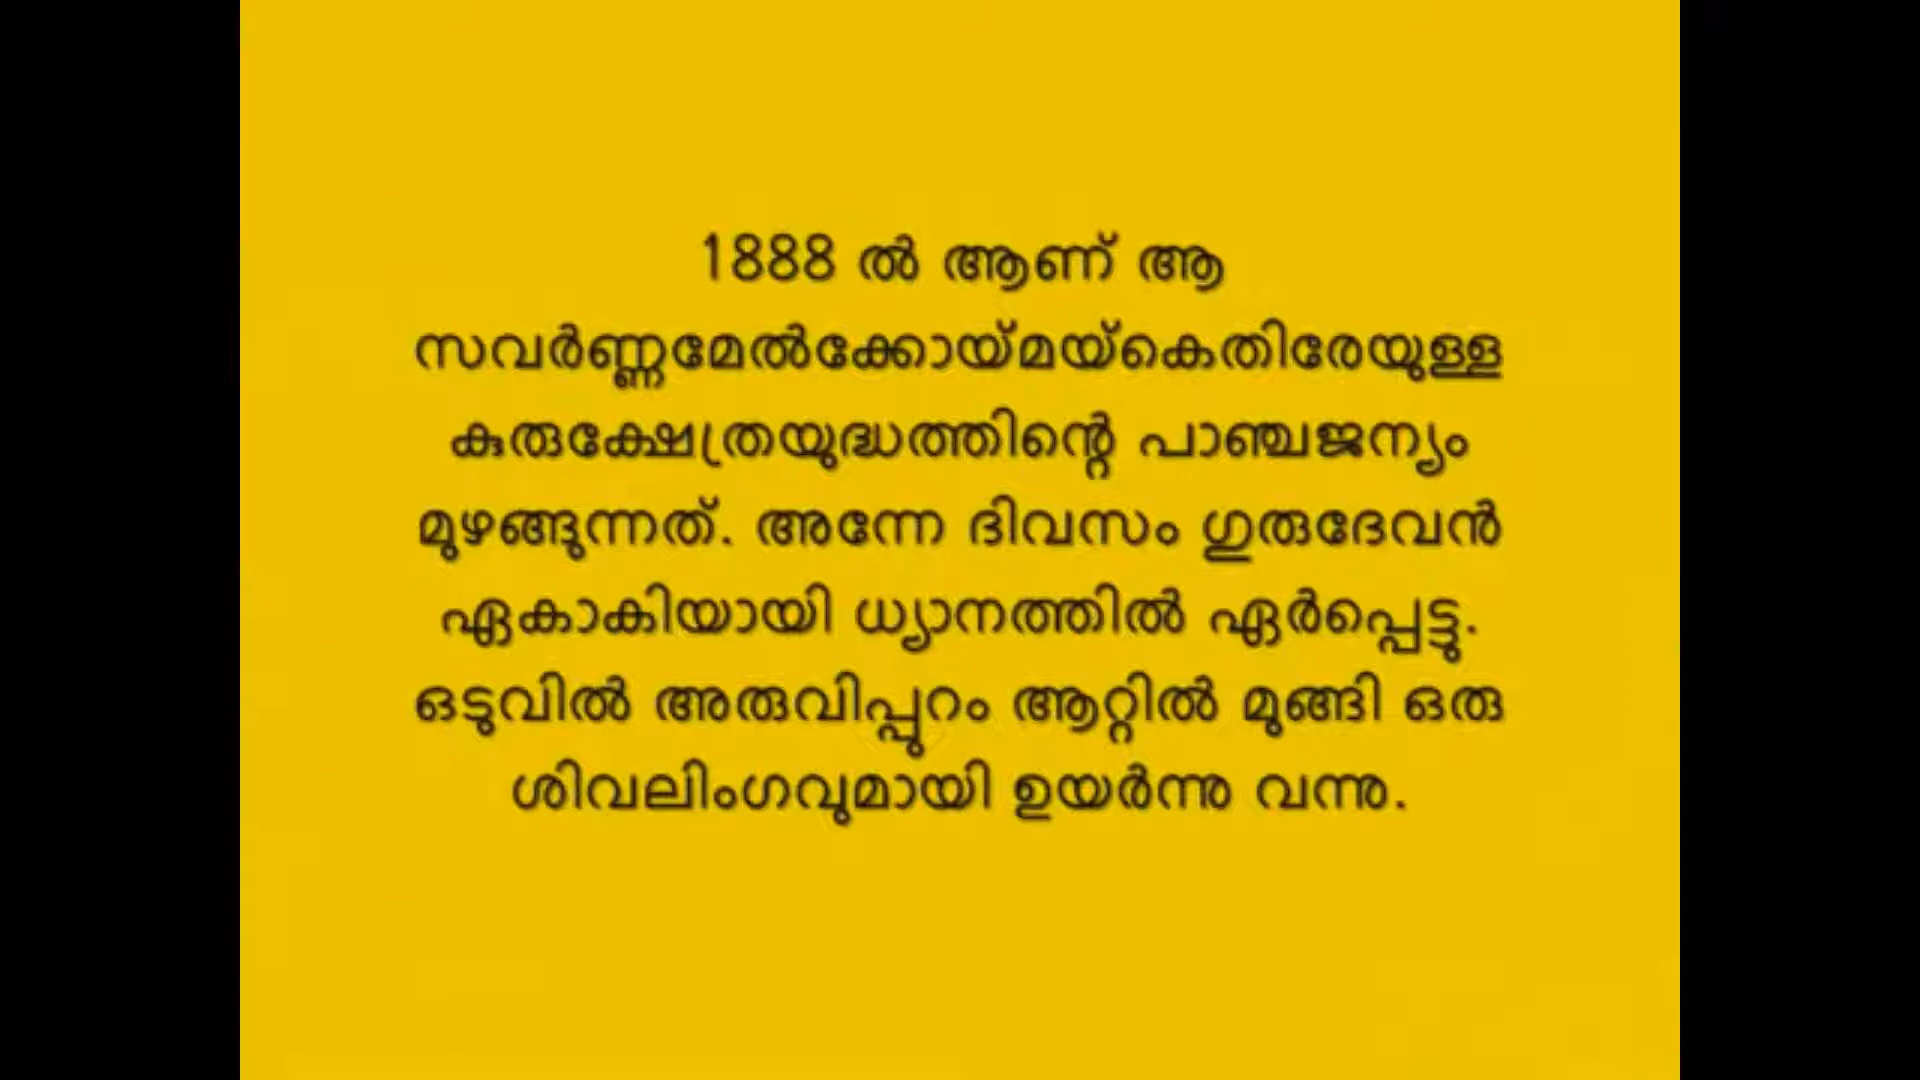 1888 ൽ ആണ് ആ
സവർണ്ണമേൽക്കോയ്മയ്കെതിരേയുള്ള
കുരുക്ഷേത്രയുദ്ധത്തിന്റെ പാഞ്ചജന്യം
മുഴങ്ങുന്നത്. അന്നേ ദിവസം ഗുരുദേവൻ
ഏകാകിയായി ധ്യാനത്തിൽ ഏർപ്പെട്ടു.
ഒടുവിൽ അരുവിപ്പുറം ആറ്റിൽ മുങ്ങി ഒരു
ശിവലിംഗവുമായി ഉയർന്നു വന്നു.